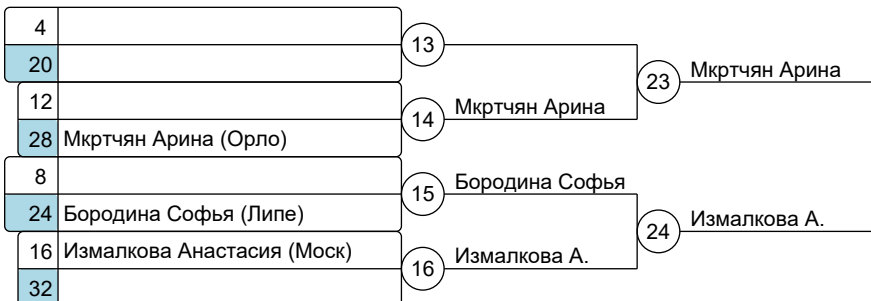 4
13
20
23
Мкртчян Арина
12
14
Мкртчян Арина
28 Мкртчян Арина (Орло)
8
15
Бородина Софья
24 Бородина Софья (Липе)
24
Измалкова А.
16 Измалкова Анастасия (Моск)
16
Измалкова А.
32